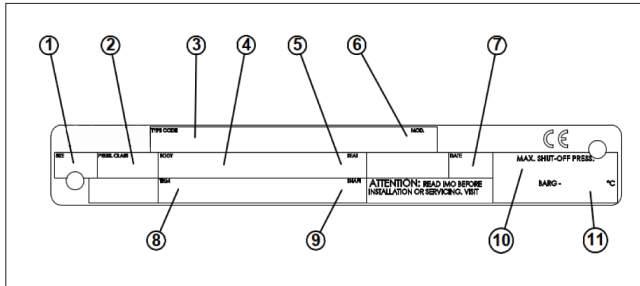 1 2 3 4 5 6 7
TYPE CODE MOD.
CE
SIZE PRESS. CLASS BODY SEAT DATE MAX. SHUT-OFF PRESS.
TRIM SHAFT ATTENTION: READ IMO BEFORE BARG - °C
INSTALLATION OR SERVICING. VISIT
8 9 10 11